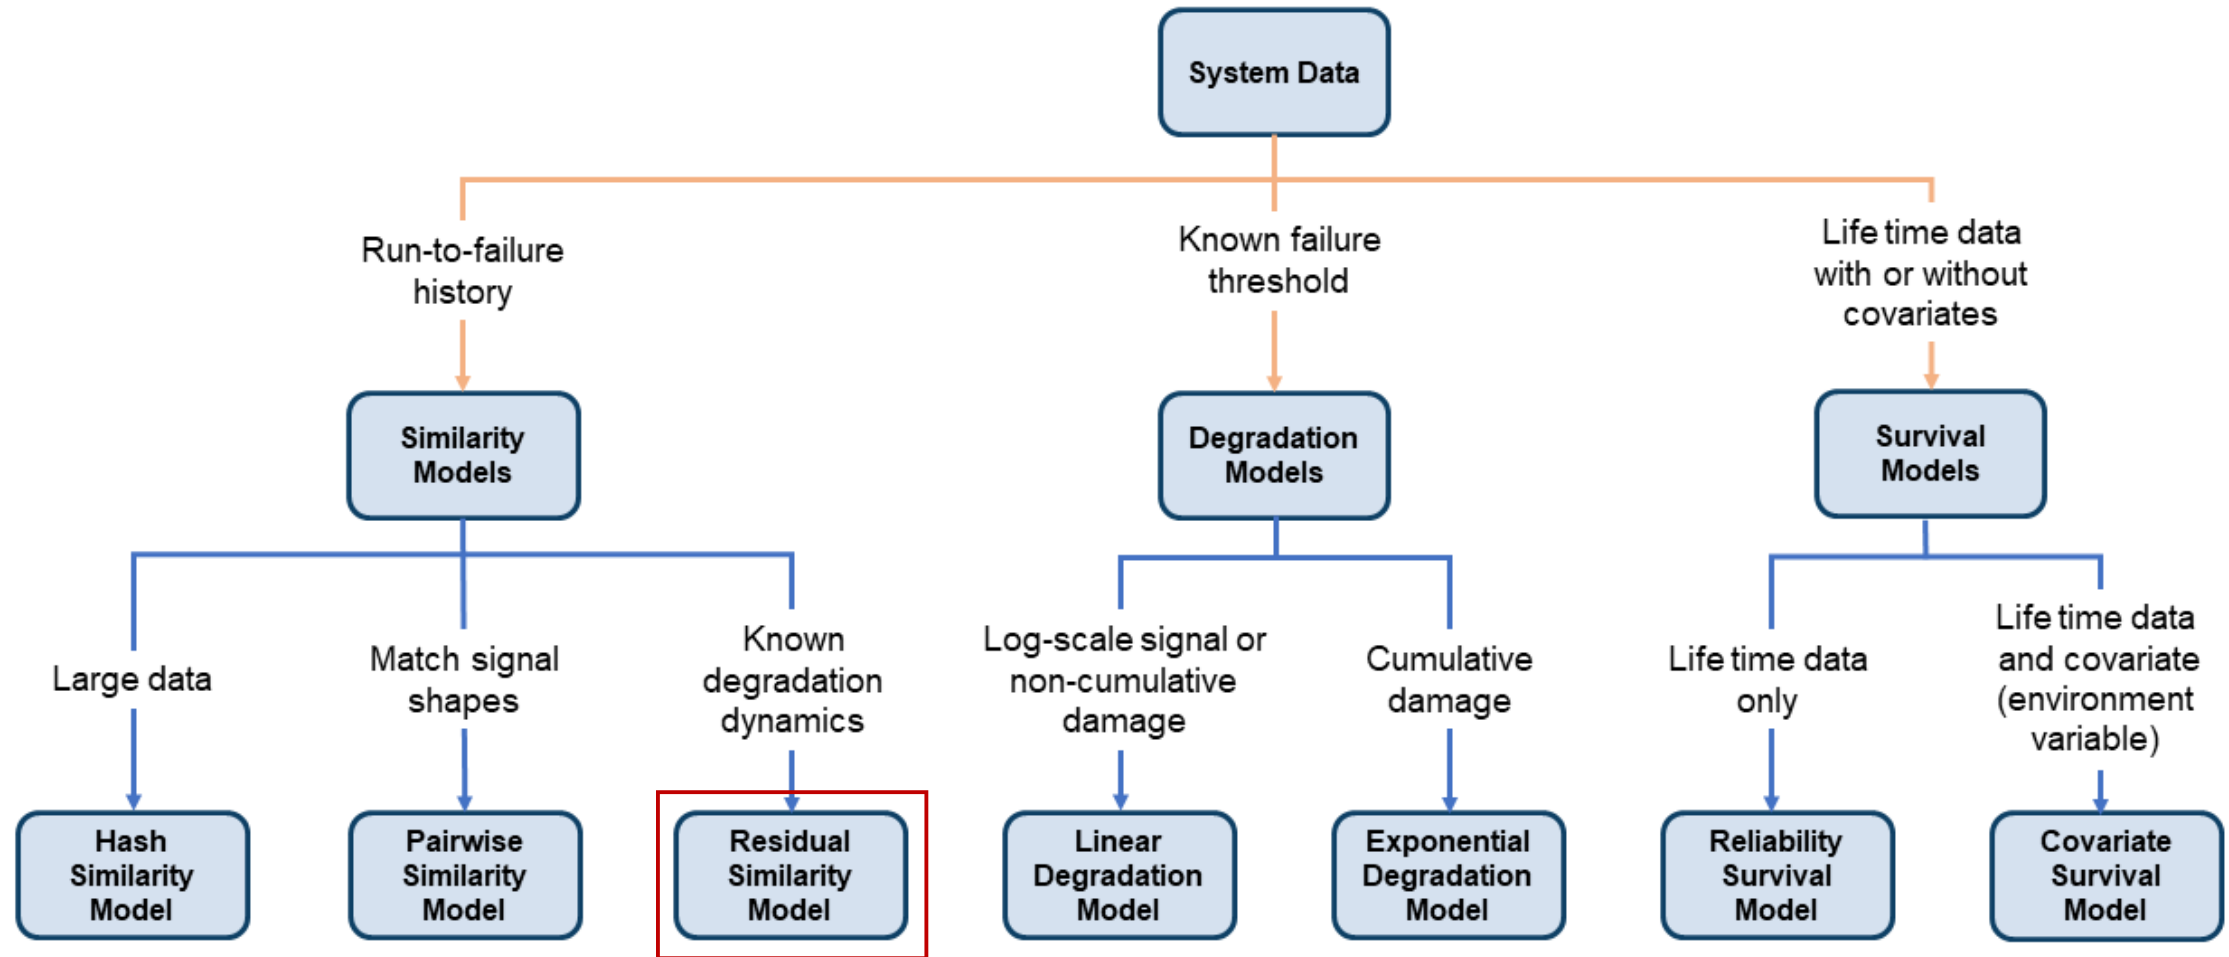 System Data
Run-to-failure
history
Known failure
threshold
Life time data
with or without
covariates
Similarity
Models
Degradation
Models
Survival
Models
Large data
Match signal
shapes
Known
degradation
dynamics
Log-scale signal or
non-cumulative
damage
Cumulative
damage
Life time data
only
Life time data
and covariate
(environment
variable)
Hash
Similarity
Model
Pairwise
Similarity
Model
Residual
Similarity
Model
Linear
Degradation
Model
Exponential
Degradation
Model
Reliability
Survival
Model
Covariate
Survival
Model